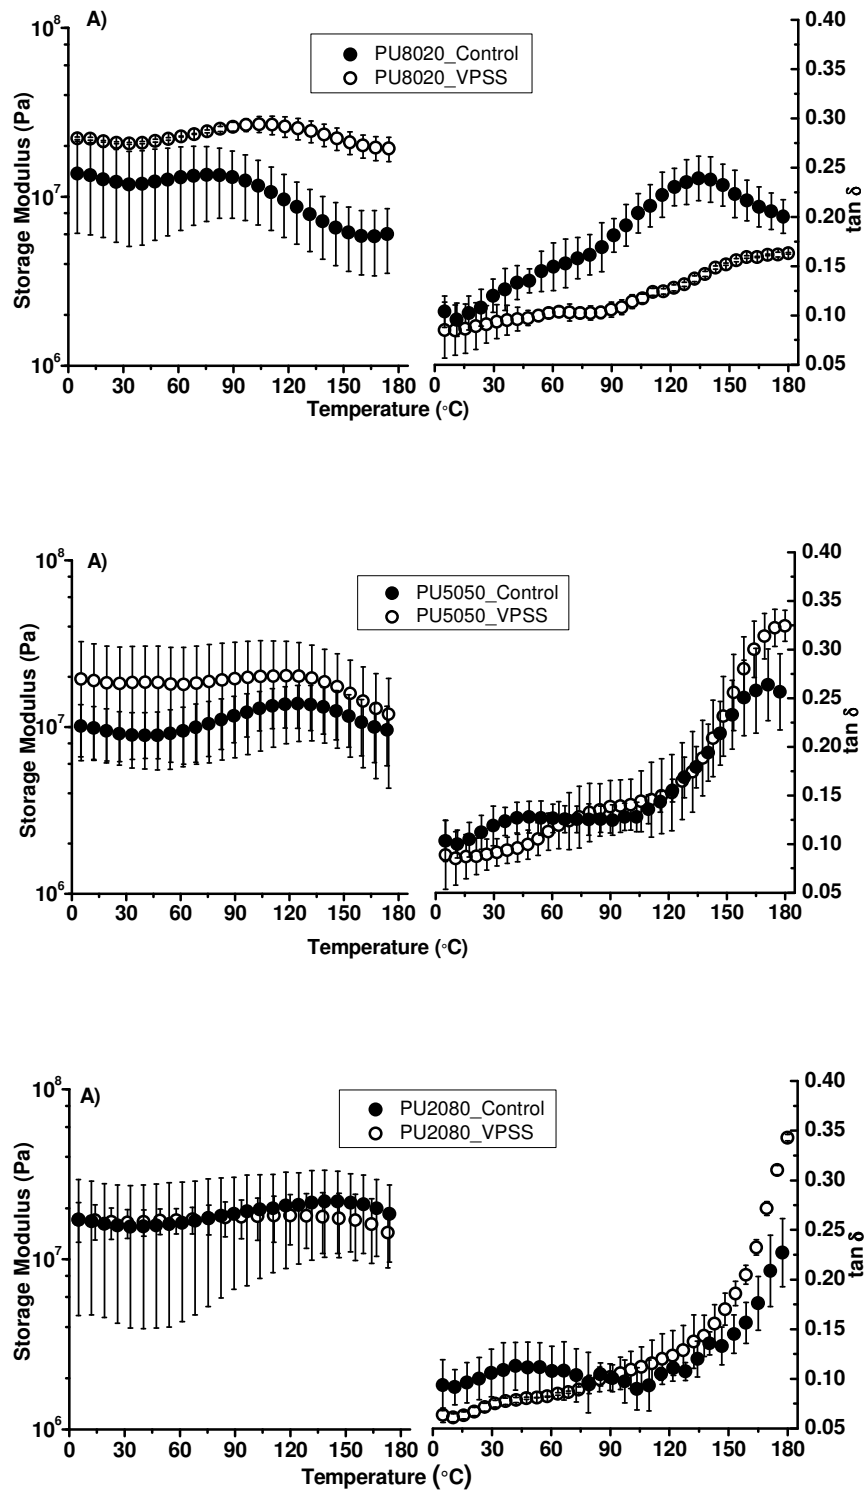 A)
PU8020_Control
PU8020_VPSS
Storage Modulus (Pa)
10⁸
10⁷
10⁶
0 30 60 90 120 150 180
0 30 60 90 120 150 180
0.40
0.35
0.30
0.25
0.20
0.15
0.10
0.05
tan δ
Temperature (°C)
A)
PU5050_Control
PU5050_VPSS
Storage Modulus (Pa)
10⁸
10⁷
10⁶
0 30 60 90 120 150 180
0 30 60 90 120 150 180
0.40
0.35
0.30
0.25
0.20
0.15
0.10
0.05
tan δ
Temperature (°C)
A)
PU2080_Control
PU2080_VPSS
Storage Modulus (Pa)
10⁸
10⁷
10⁶
0 30 60 90 120 150 180
0 30 60 90 120 150 180
0.40
0.35
0.30
0.25
0.20
0.15
0.10
0.05
tan δ
Temperature (°C)